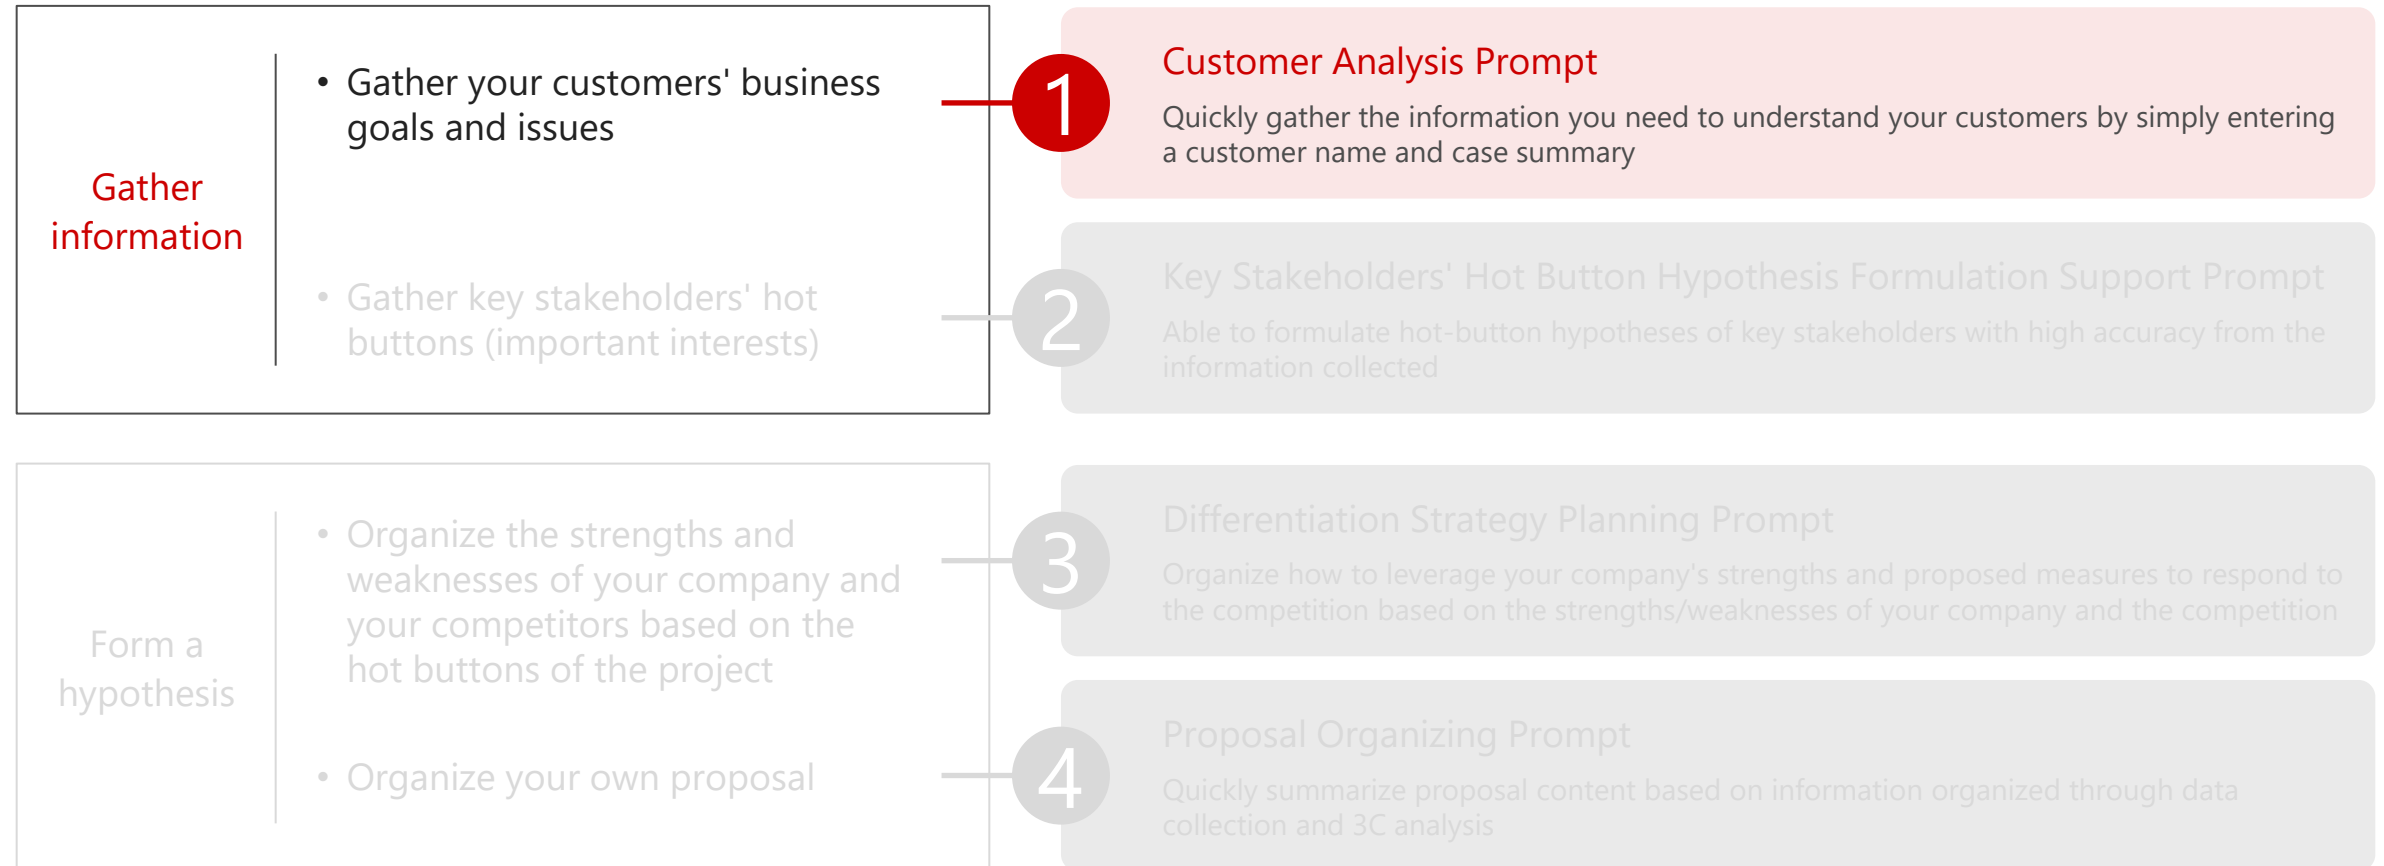 Gather
information
• Gather your customers' business
goals and issues
1
Customer Analysis Prompt
Quickly gather the information you need to understand your customers by simply entering
a customer name and case summary
• Gather key stakeholders' hot
buttons (important interests)
2
Key Stakeholders' Hot Button Hypothesis Formulation Support Prompt
Able to formulate hot-button hypotheses of key stakeholders with high accuracy from the
information collected
Form a
hypothesis
• Organize the strengths and
weaknesses of your company and
your competitors based on the
hot buttons of the project
3
Differentiation Strategy Planning Prompt
Organize how to leverage your company's strengths and proposed measures to respond to
the competition based on the strengths/weaknesses of your company and the competition
• Organize your own proposal
4
Proposal Organizing Prompt
Quickly summarize proposal content based on information organized through data
collection and 3C analysis